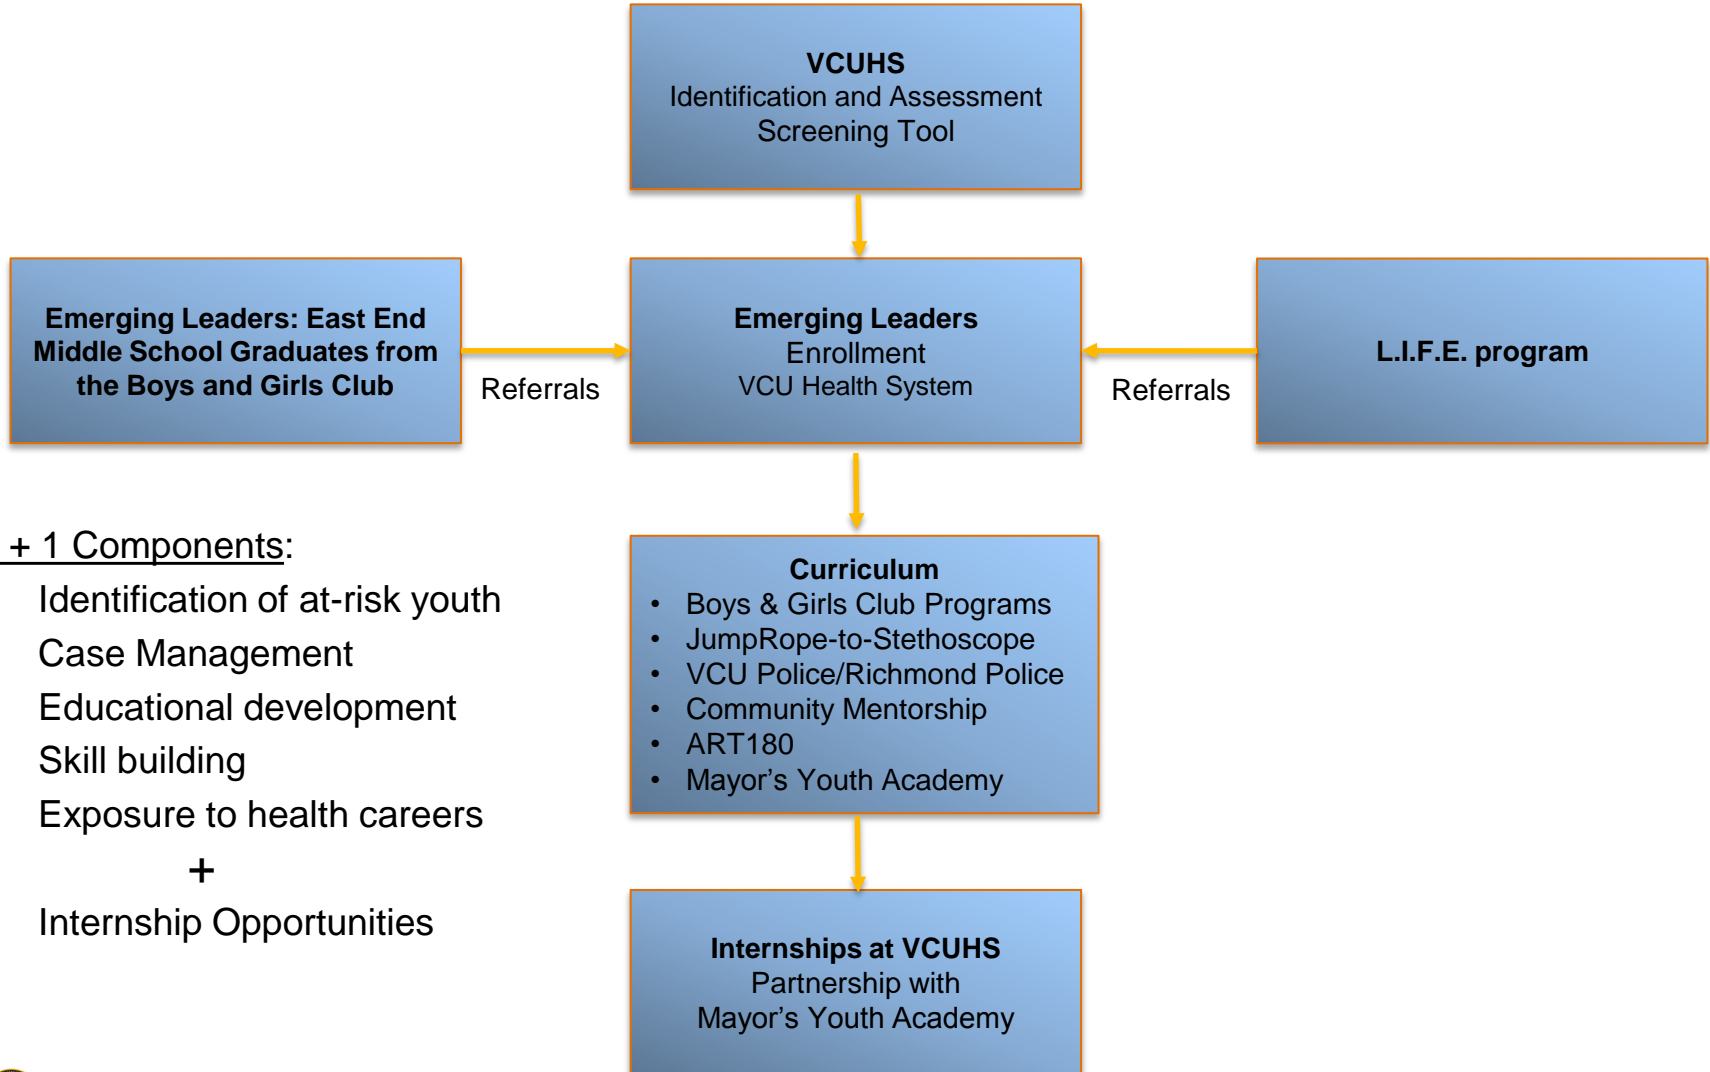 VCUHS
Identification and Assessment
Screening Tool
Emerging Leaders: East End
Middle School Graduates from
the Boys and Girls Club
Referrals
Emerging Leaders
Enrollment
VCU Health System
Referrals
L.I.F.E. program
+ 1 Components:
Identification of at-risk youth
Case Management
Educational development
Skill building
Exposure to health careers
+
Internship Opportunities
Curriculum
• Boys & Girls Club Programs
• JumpRope-to-Stethoscope
• VCU Police/Richmond Police
• Community Mentorship
• ART180
• Mayor’s Youth Academy
Internships at VCUHS
Partnership with
Mayor’s Youth Academy